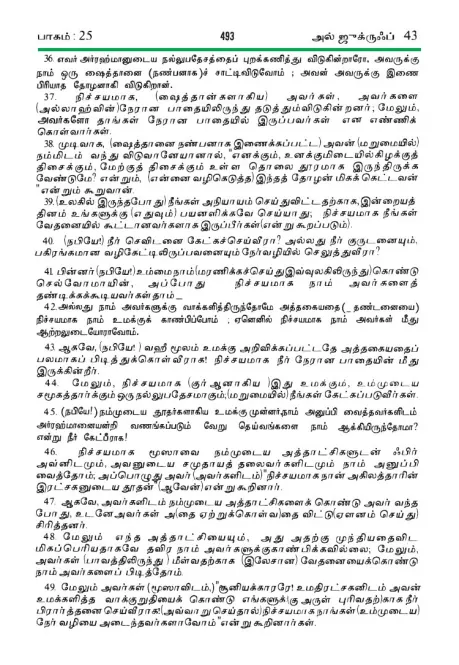 பாகம் : 25 493 அல் ஜுக்ருஃப் 43
36. எவர் அர்ரஹ்மானுடைய நல்லுபதேசத்தைப் புறக்கணித்து விடுகின்றாரோ, அவருக்கு
நாம் ஒரு ஷைத்தானை (நண்பனாக)ச் சாட்டிவிடுவோம் ; அவன் அவருக்கு இணை
பிரியாத தோழனாகி விடுகிறான்.
37. நிச்சயமாக, (ஷைத்தான்களாகிய) அவர்கள், அவர்களை
(அல்லாஹ்வின்)நேரான பாதையிலிருந்து தடுத்தும்விடுகின்றனர் ; மேலும்,
அவர்களோ தாங்கள் நேரான பாதையில் இருப்பவர்கள் என எண்ணிக்
கொள்வார்கள்.
38. முடிவாக, (ஷைத்தானை நண்பனாக இணைக்கப்பட்ட) அவன் (மறுமையில்)
நம்மிடம் வந்து விடுவானேயானால், எனக்கும், உனக்குமிடையில்கிழக்குத்
திசைக்கும், மேற்குத் திசைக்கும் உள்ள தொலை தூரமாக இருந்திருக்க
வேண்டுமே? என்றும், (என்னை வழிகெடுத்த) இந்தத் தோழன் மிகக் கெட்டவன்
"என்றும் கூறுவான்.
39.(உலகில் இருந்தபோது) நீங்கள் அநியாயம் செய்துவிட்டதற்காக,இன்றையத்
தினம் உங்களுக்கு (எதுவும்) பயனளிக்கவே செய்யாது; நிச்சயமாக நீங்கள்
வேதனையில் கூட்டானவர்களாக இருப்பீர்கள் (என்று கூறப்படும்).
40. (நபியே!) நீர் செவிடனை கேட்கச்செய்வீரா? அல்லது நீர் குருடனையும்,
பகிரங்கமான வழிகேட்டிலிருப்பவனையும் நேர்வழியில் செலுத்துவீரா?
41. பின்னர் (நபியே!) உம்மை நாம்(மரணிக்கச்செய்து இவ்வுலகிலிருந்து)கொண்டு
செல்வோமாயின், அப்போது நிச்சயமாக நாம் அவர்களைத்
தண்டிக்கக்கூடியவர்கள்தாம் _
42.அல்லது நாம் அவர்களுக்கு வாக்களித்திருந்தோமே அத்தகையதை (_ தண்டனையை)
நிச்சயமாக நாம் உமக்குக் காண்பிப்போம் ; ஏனெனில் நிச்சயமாக நாம் அவர்கள் மீது
ஆற்றலுடையோராவோம்.
43. ஆகவே, (நபியே! ) வஹீ மூலம் உமக்கு அறிவிக்கப்பட்டதே அத்தகையதைப்
பலமாகப் பிடித்துக்கொள்வீராக! நிச்சயமாக நீர் நேரான பாதையின் மீது
இருக்கின்றீர்.
44. மேலும், நிச்சயமாக (குர்ஆனாகிய )இது உமக்கும், உம்முடைய
சமூகத்தார்க்கும் ஒரு நல்லுபதேசமாகும்;(மறுமையில்) நீங்கள் கேட்கப்படுவீர்கள்.
45. (நபியே!) நம்முடைய தூதர்களாகிய உமக்கு முன்னர்நாம் அனுப்பி வைத்தவர்களிடம்
அர்ரஹ்மானையன்றி வணங்கப்படும் வேறு தெய்வங்களை நாம் ஆக்கியிருந்தோமா?
என்று நீர் கேட்பீராக!
46. நிச்சயமாக மூஸாவை நம்முடைய அத்தாட்சிகளுடன் ஃபிர்
அவ்னிடமும், அவனுடைய சமுதாயத் தலைவர்களிடமும் நாம் அனுப்பி
வைத்தோம்; அப்பொழுது அவர் (அவர்களிடம்) "நிச்சயமாக நான் அகிலத்தாரின்
இரட்சகனுடைய தூதன் (ஆவேன்) என்று கூறினார்.
47. ஆகவே, அவர்களிடம் நம்முடைய அத்தாட்சிகளைக் கொண்டு அவர் வந்த
போது, உடனேஅவர்கள் அ(தை ஏற்றுக்கொள்வ)தை விட்டு(ஏளனம் செய்து)
சிரித்தனர்.
48. மேலும் எந்த அத்தாட்சியையும், அது அதற்கு முந்தியதைவிட
மிகப்பெரியதாகவே தவிர நாம் அவர்களுக்குகாண்பிக்கவில்லை; மேலும்,
அவர்கள் (பாவத்திலிருந்து ) மீள்வதற்காக (இலேசான) வேதனையைக்கொண்டு
நாம் அவர்களைப் பிடித்தோம்.
49. மேலும் அவர்கள் (மூஸாவிடம்,) "சூனியக்காரரே! உமதிரட்சகனிடம் அவன்
உமக்களித்த வாக்குறுதியைக் கொண்டு எங்களுக்(கு அருள் புரிவதற்)காக நீர்
பிரார்த்தனை செய்வீராக!(அவ்வாறு செய்தால்)நிச்சயமாக நாங்கள் (உம்முடைய)
நேர் வழியை அடைந்தவர்களாவோம் "என்று கூறினார்கள்.